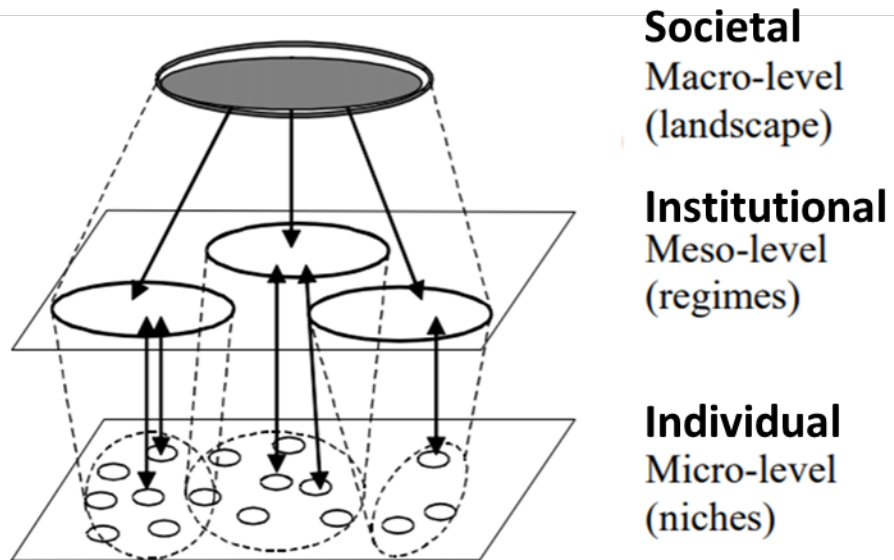 Societal
Macro-level
(landscape)
Institutional
Meso-level
(regimes)
Individual
Micro-level
(niches)